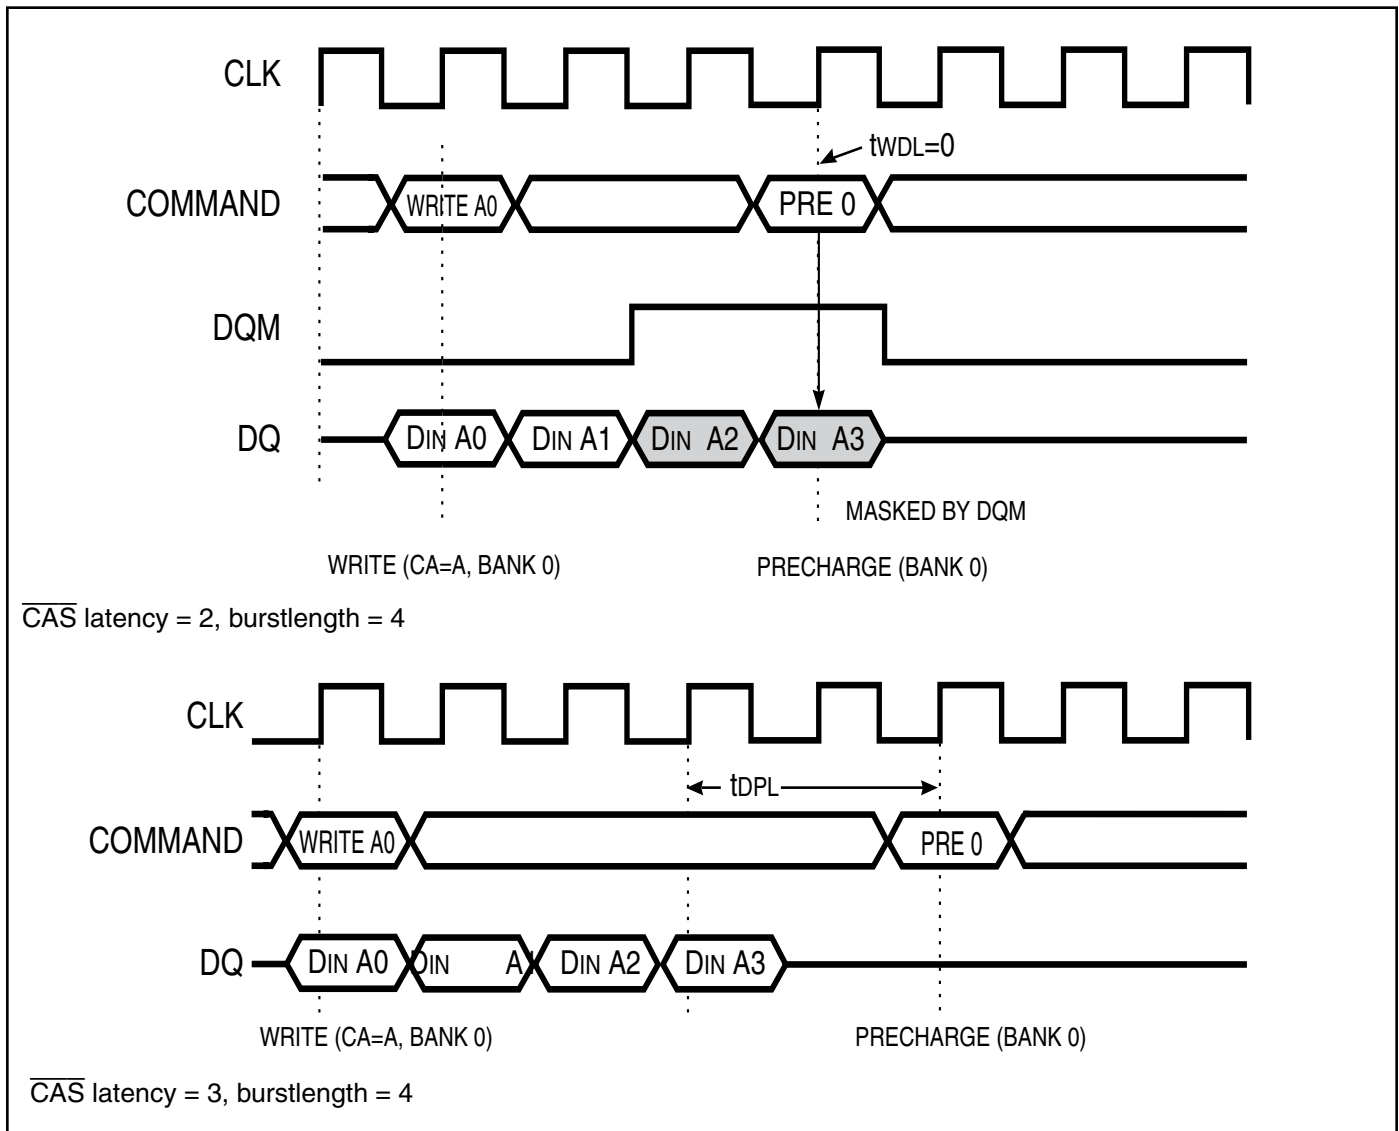 CLK
tWDL=0
COMMAND WRITE A0 PRE 0
DQM
DQ DIN A0 DIN A1 DIN A2 DIN A3
MASKED BY DQM
WRITE (CA=A, BANK 0) PRECHARGE (BANK 0)
CAS latency = 2, burstlength = 4
CLK
tDPL
COMMAND WRITE A0 PRE 0
DQ DIN A0 DIN A1 DIN A2 DIN A3
WRITE (CA=A, BANK 0) PRECHARGE (BANK 0)
CAS latency = 3, burstlength = 4